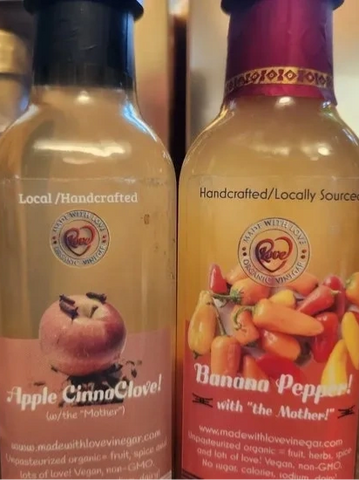 Local /Handcrafted
MADE WITH LOVE
Love
ORGANIC VINEGAR
Apple CinnaClove!
(w/the "Mother")
www.madewithlovevinegar.com
Unpasteurized organic = fruit, spice and
lots of love! Vegan, non-GMO.
Handcrafted/Locally Source
MADE WITH LOVE
Love
ORGANIC VINEGAR
Banana Pepper!
with "the Mother!"
www.madewithlovevinegar.com
Unpasteurized organic = fruit, herbs, spice
and lots of love! Vegan, non-GMO.
No sugar, calories, sodium, dairy